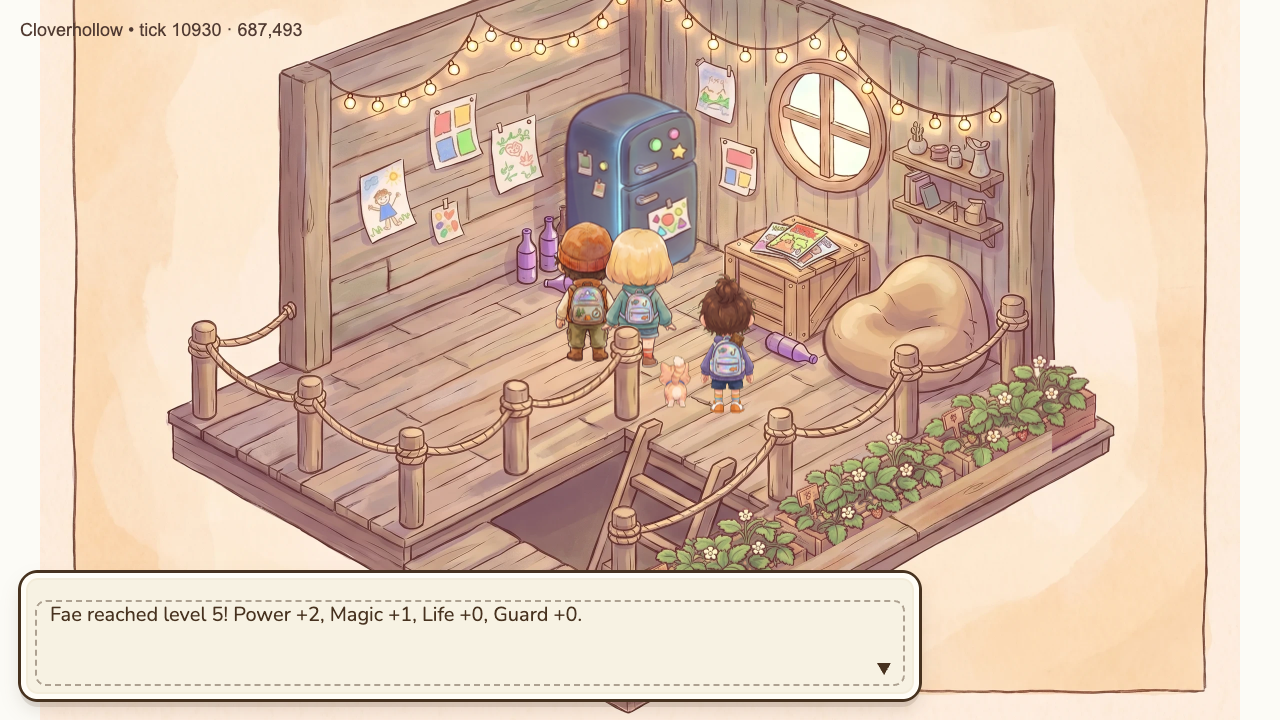 Cloverhollow • tick 10930 · 687,493
Fae reached level 5! Power +2, Magic +1, Life +0, Guard +0.